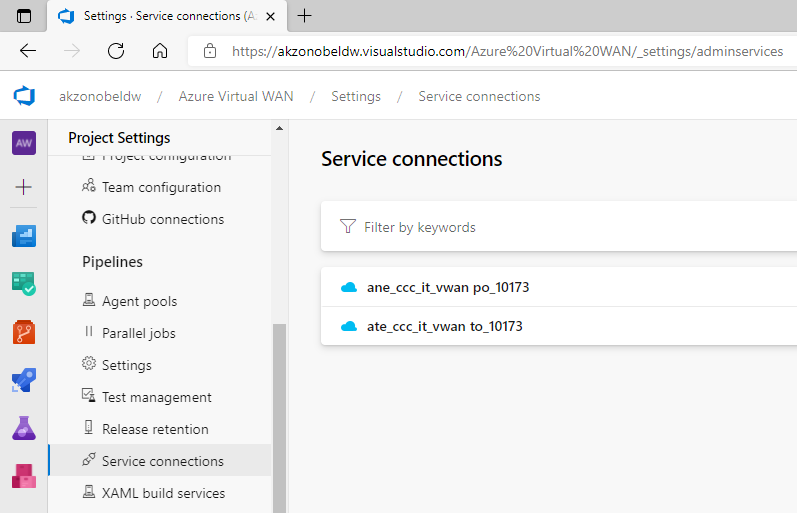 Settings · Service connections (A
https://akzonobeldw.visualstudio.com/Azure%20Virtual%20WAN/_settings/adminservices
akzonobeldw / Azure Virtual WAN / Settings / Service connections
AW
Project Settings
Project configuration
Team configuration
GitHub connections
Pipelines
Agent pools
Parallel jobs
Settings
Test management
Release retention
Service connections
XAML build services
Service connections
Filter by keywords
ane_ccc_it_vwan po_10173
ate_ccc_it_vwan to_10173